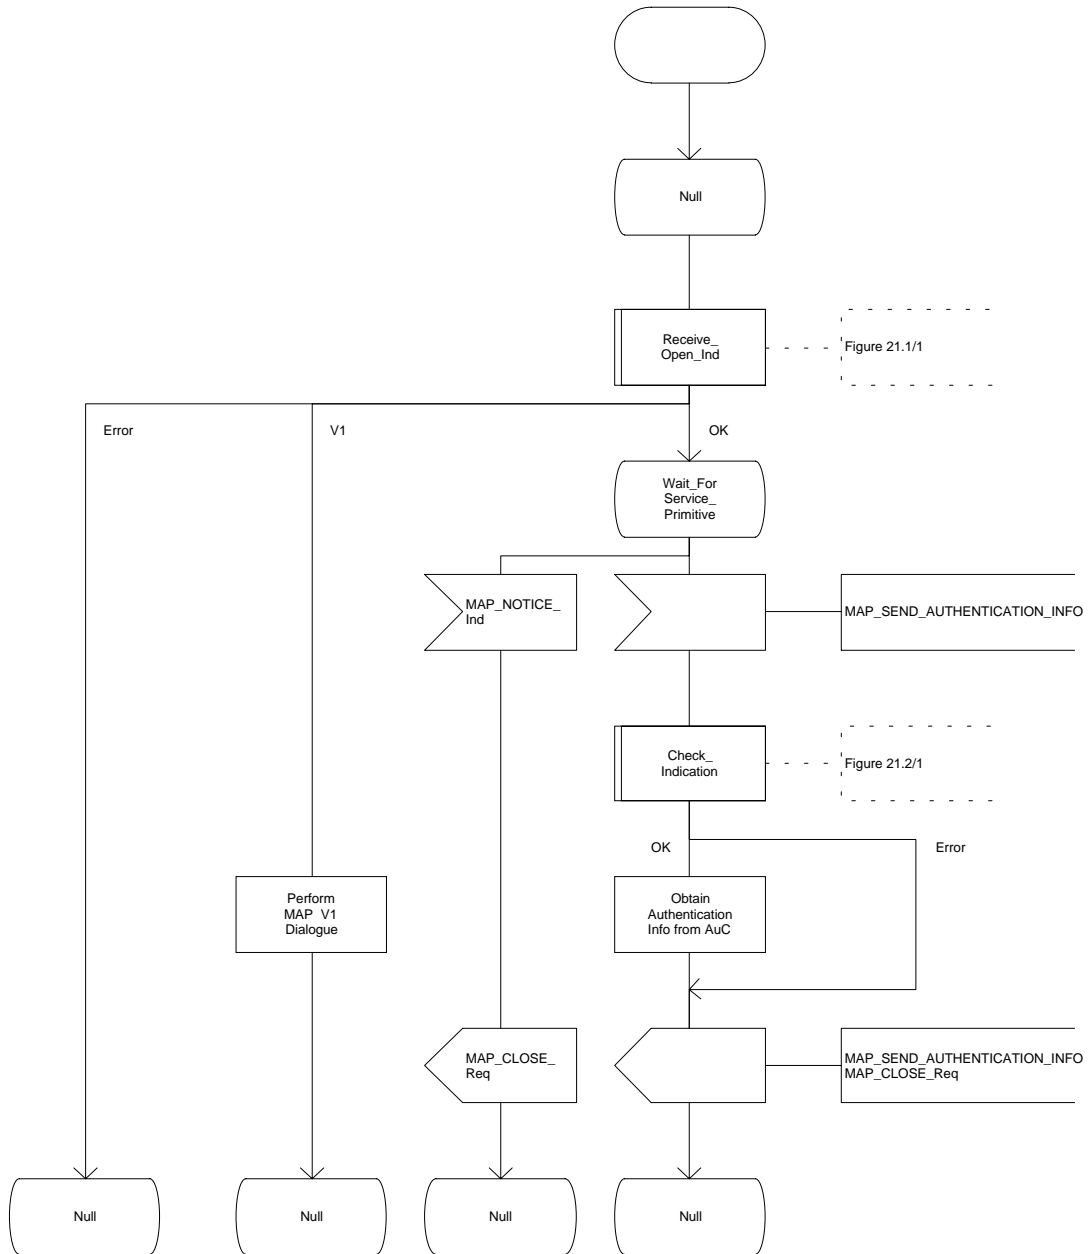 Null
Receive_
Open_Ind
Figure 21.1/1
Error
V1
OK
Wait_For
Service_
Primitive
MAP_NOTICE_
Ind
MAP_SEND_AUTHENTICATION_INFO
Check_
Indication
Figure 21.2/1
OK
Error
Perform
MAP_V1
Dialogue
Obtain
Authentication
Info from AuC
MAP_CLOSE_
Req
MAP_SEND_AUTHENTICATION_INFO
MAP_CLOSE_Req
Null
Null
Null
Null